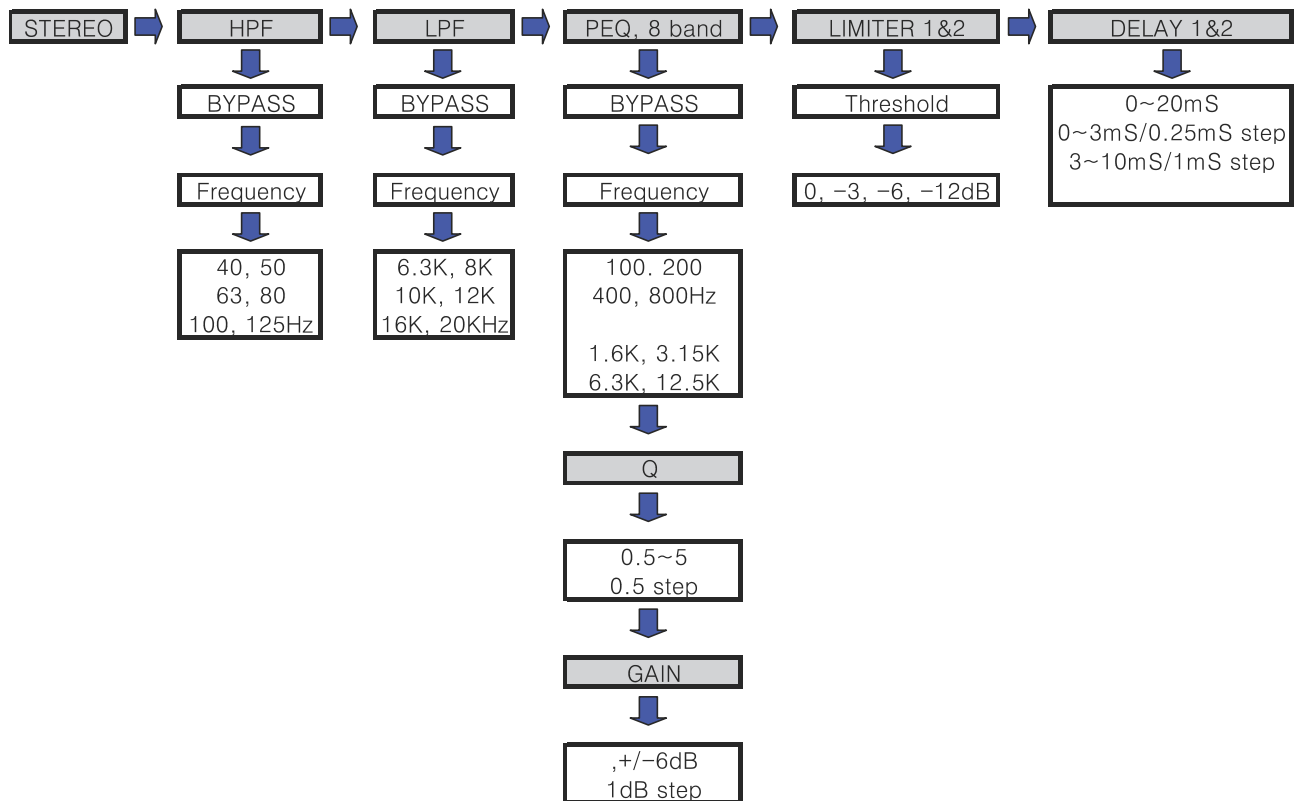 STEREO
HPF
LPF
PEQ, 8 band
LIMITER 1&2
DELAY 1&2
BYPASS
BYPASS
BYPASS
Threshold
0~20mS
0~3mS/0.25mS step
3~10mS/1mS step
Frequency
Frequency
Frequency
0, -3, -6, -12dB
40, 50
63, 80
100, 125Hz
6.3K, 8K
10K, 12K
16K, 20KHz
100. 200
400, 800Hz
1.6K, 3.15K
6.3K, 12.5K
Q
0.5~5
0.5 step
GAIN
,+/-6dB
1dB step